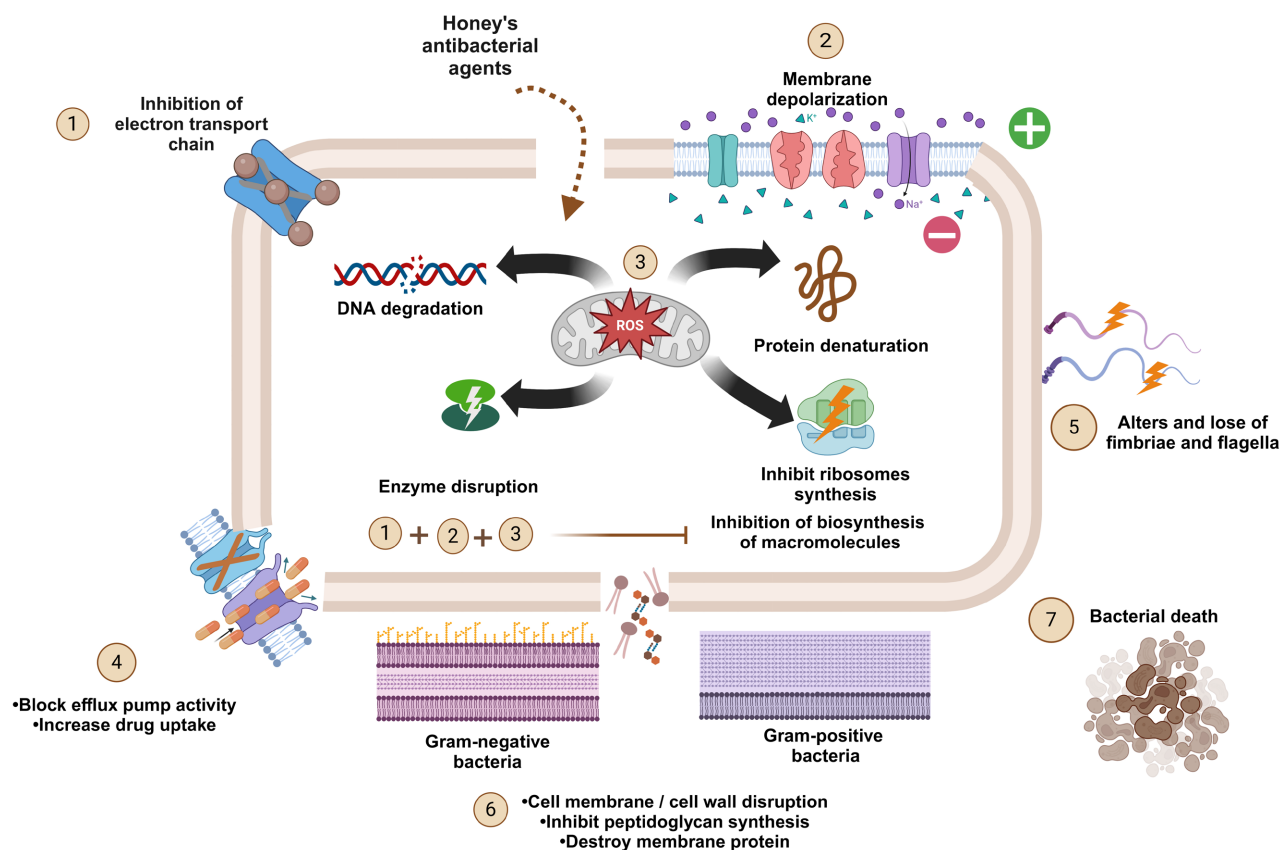 Honey's
antibacterial
agents
1
Inhibition of
electron transport
chain
2
Membrane
depolarization
K+
Na+
3
DNA degradation
ROS
Protein denaturation
Enzyme disruption
Inhibit ribosomes
synthesis
1 + 2 + 3
Inhibition of biosynthesis
of macromolecules
4
•Block efflux pump activity
•Increase drug uptake
5
Alters and lose of
fimbriae and flagella
Gram-negative
bacteria
Gram-positive
bacteria
6
•Cell membrane / cell wall disruption
•Inhibit peptidoglycan synthesis
•Destroy membrane protein
7
Bacterial death